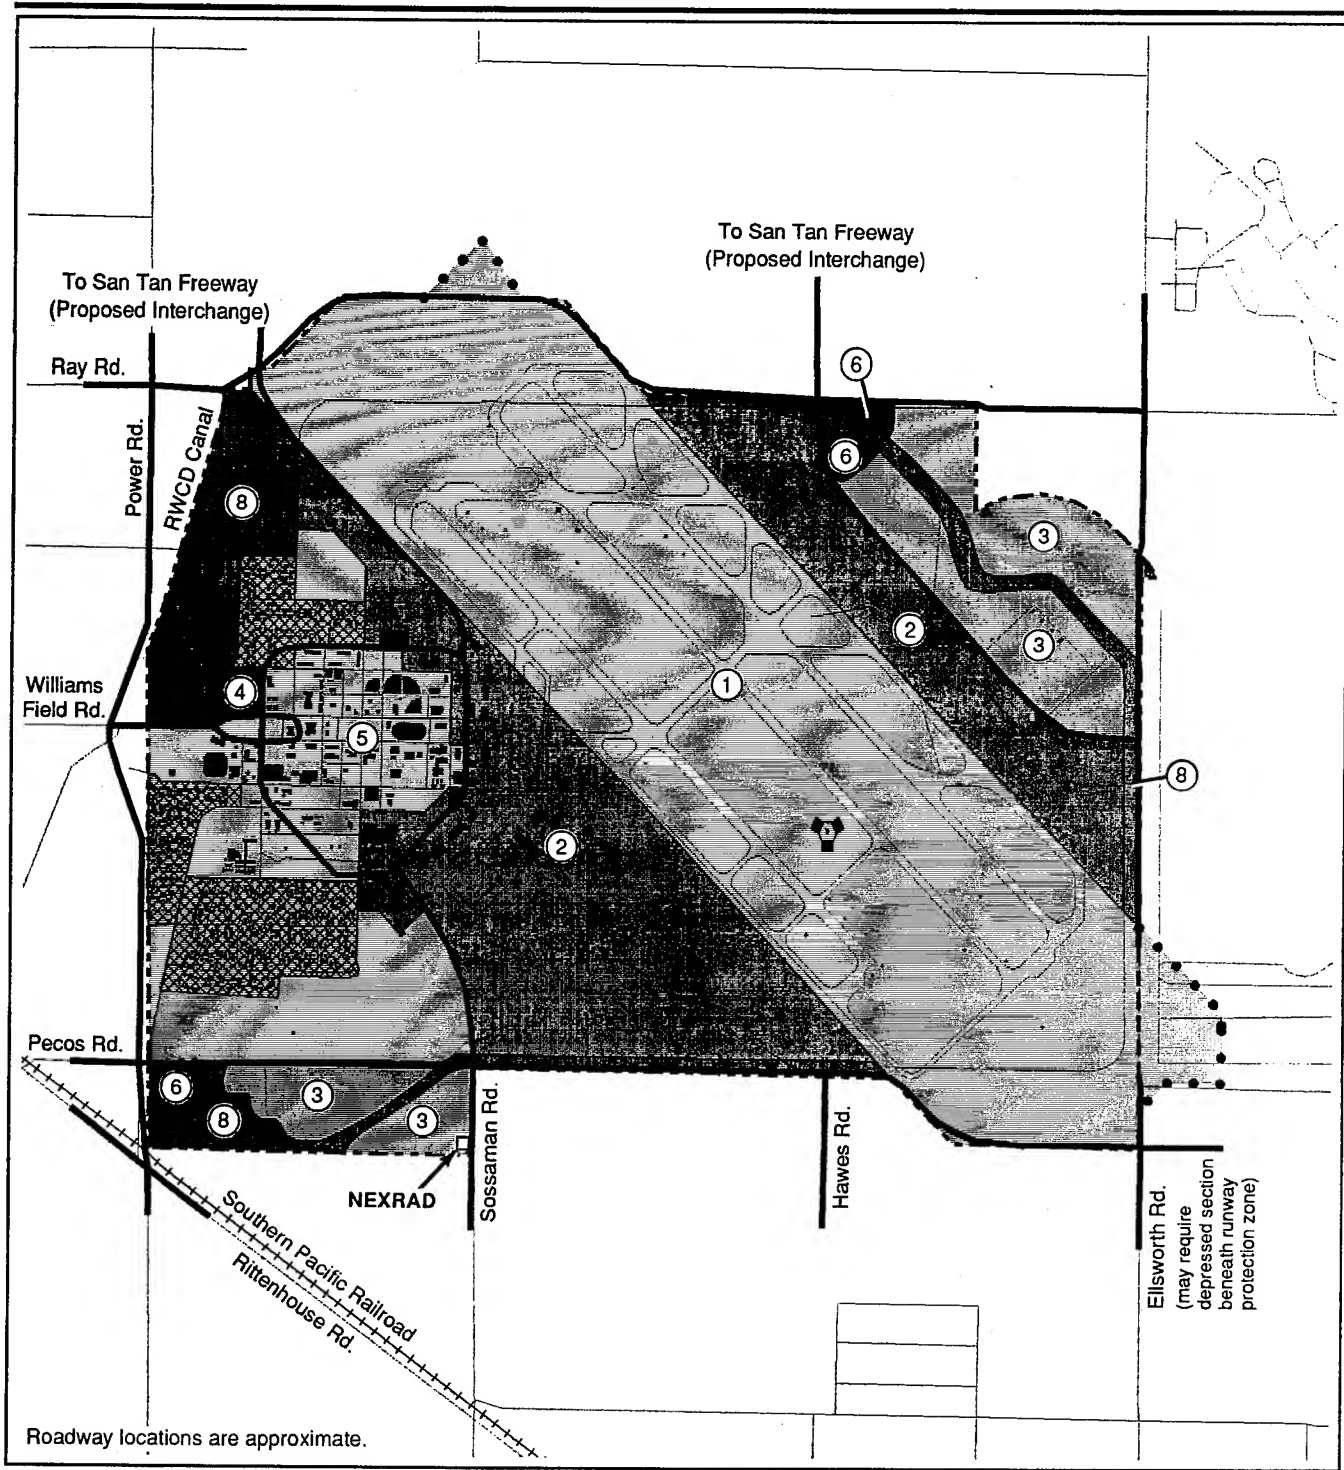 To San Tan Freeway
(Proposed Interchange)
To San Tan Freeway
(Proposed Interchange)
Ray Rd.
6
Power Rd.
RWCD Canal
6
8
3
2
3
Williams
Field Rd.
4
1
5
8
2
Pecos Rd.
6
3
8
3
Sossaman Rd.
Hawes Rd.
NEXRAD
Ellsworth Rd.
(may require
depressed section
beneath runway
protection zone)
Southern Pacific Railroad
Rittenhouse Rd.
Roadway locations are approximate.